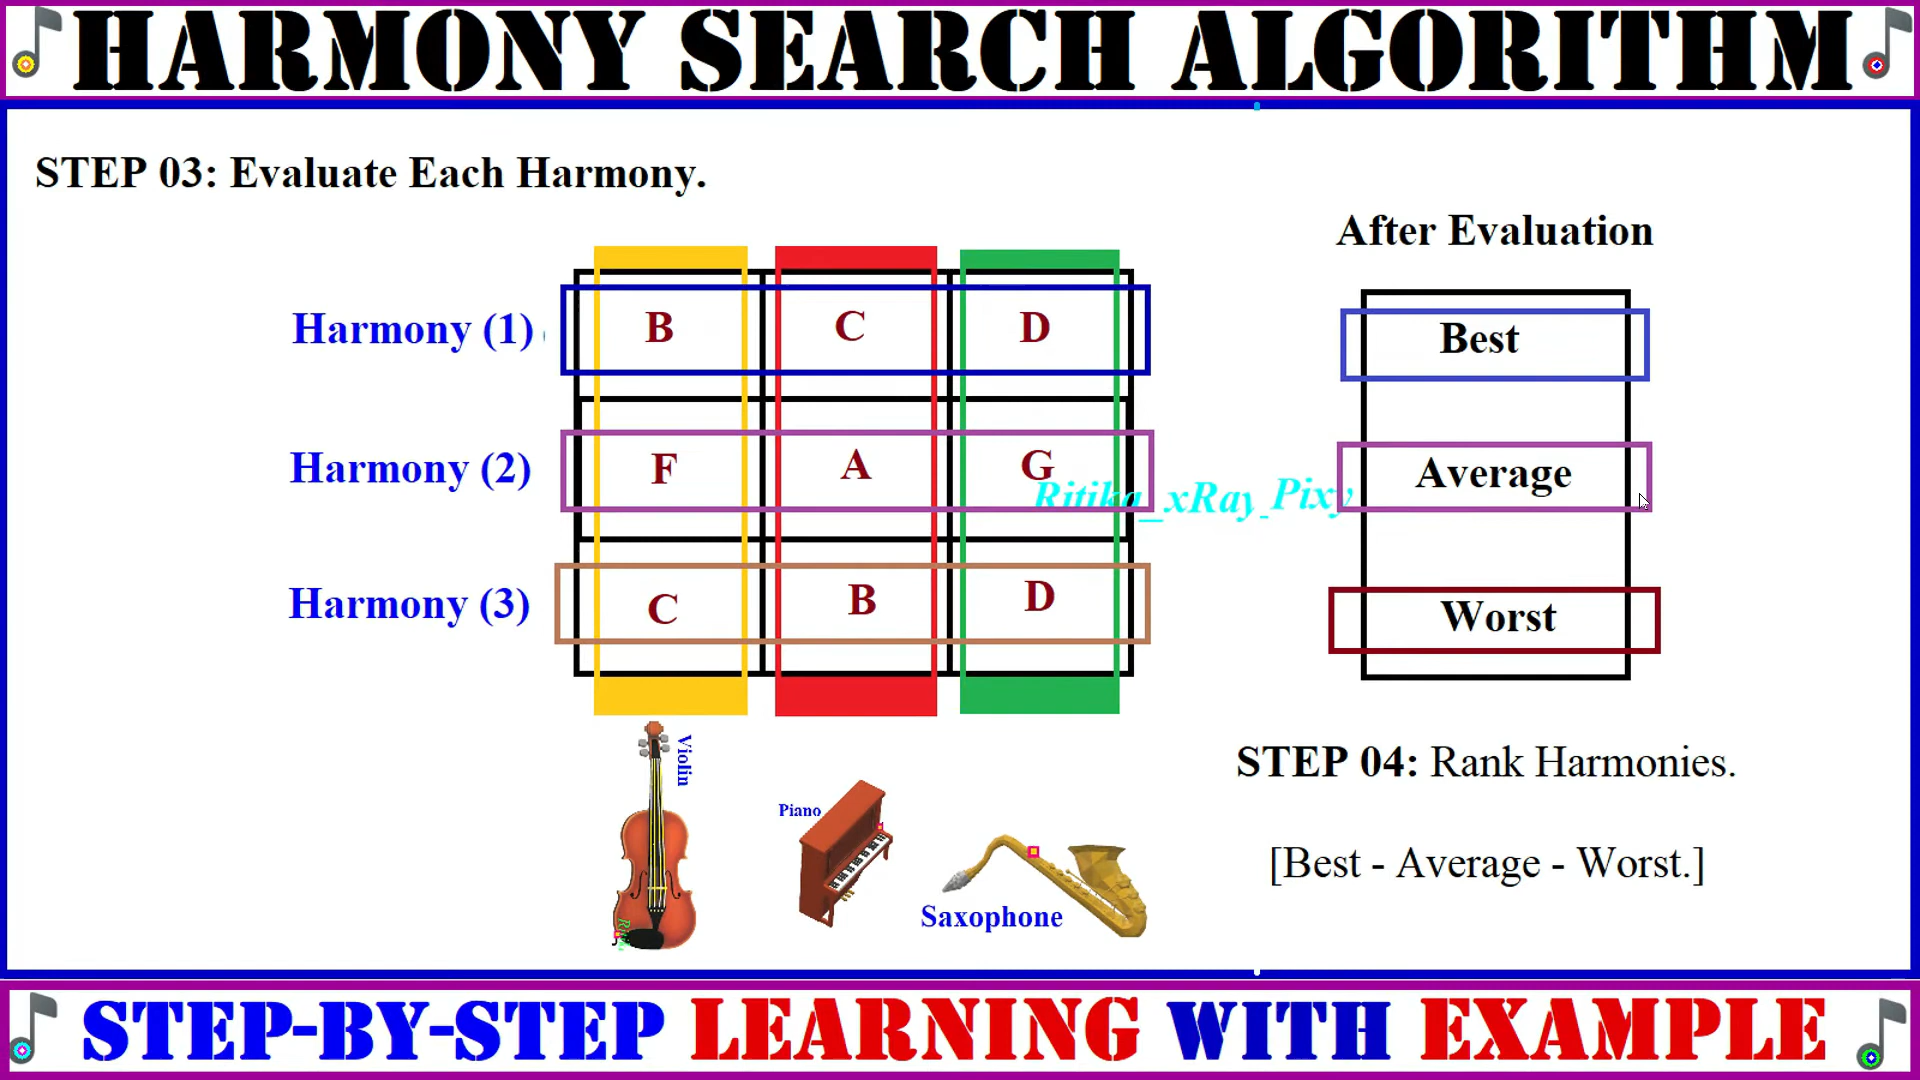 HARMONY SEARCH ALGORITHM
STEP 03: Evaluate Each Harmony.
After Evaluation
Harmony (1) B C D Best
Harmony (2) F A G Average
Ritika_xRay_Pixy
Harmony (3) C B D Worst
Violin
Piano
Saxophone
STEP 04: Rank Harmonies.
[Best - Average - Worst.]
STEP-BY-STEP LEARNING WITH EXAMPLE